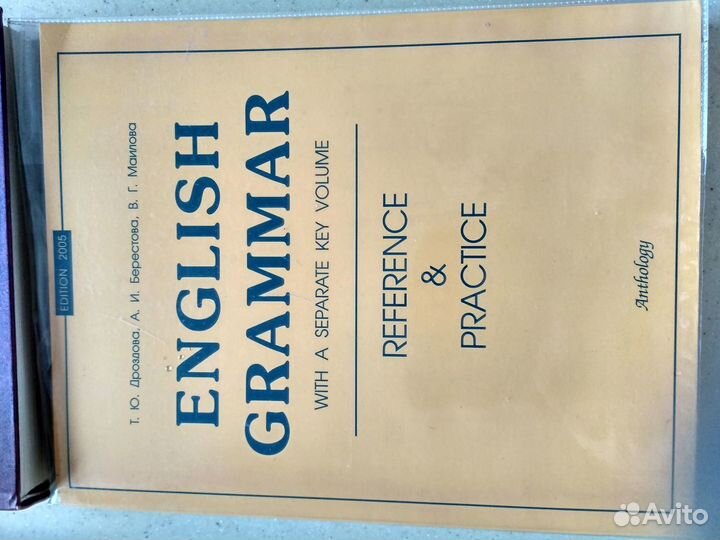 EDITION 2005
Т. Ю. Дроздова, А. И. Берестова, В. Г. Маилова
ENGLISH
GRAMMAR
WITH A SEPARATE KEY VOLUME
REFERENCE
&
PRACTICE
Anthology
Avito